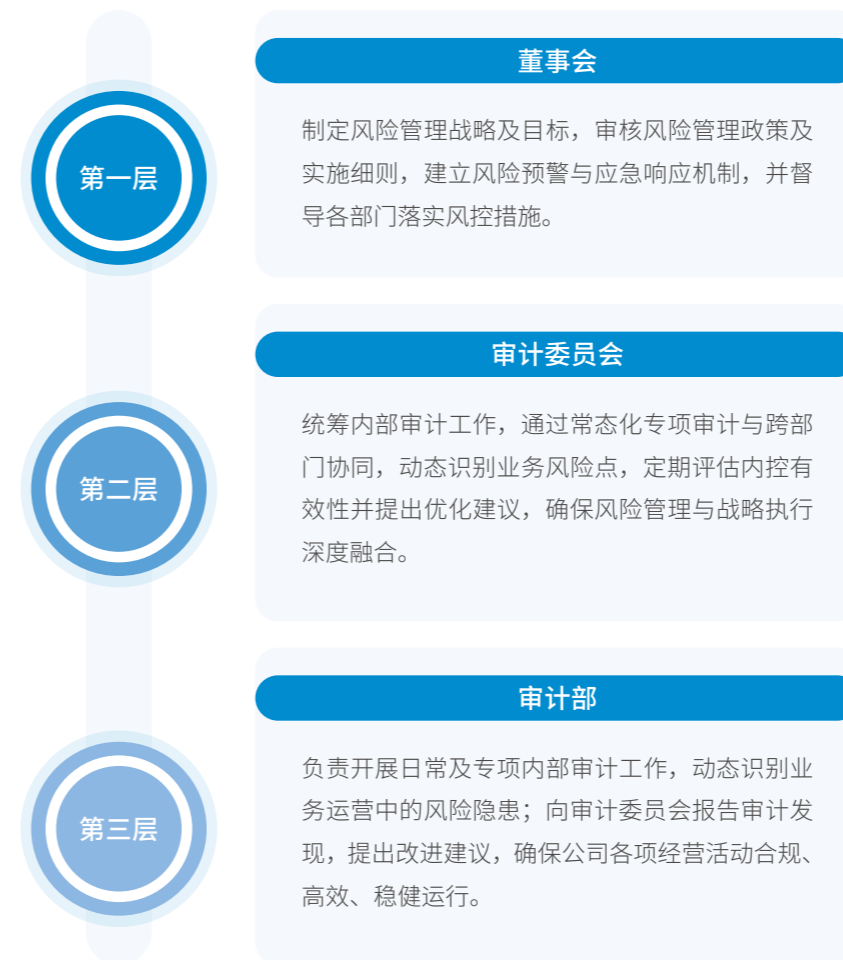 第一层
董事会
制定风险管理战略及目标，审核风险管理政策及
实施细则，建立风险预警与应急响应机制，并督
导各部门落实风控措施。
第二层
审计委员会
统筹内部审计工作，通过常态化专项审计与跨部
门协同，动态识别业务风险点，定期评估内控有
效性并提出优化建议，确保风险管理与战略执行
深度融合。
第三层
审计部
负责开展日常及专项内部审计工作，动态识别业
务运营中的风险隐患；向审计委员会报告审计发
现，提出改进建议，确保公司各项经营活动合规、
高效、稳健运行。